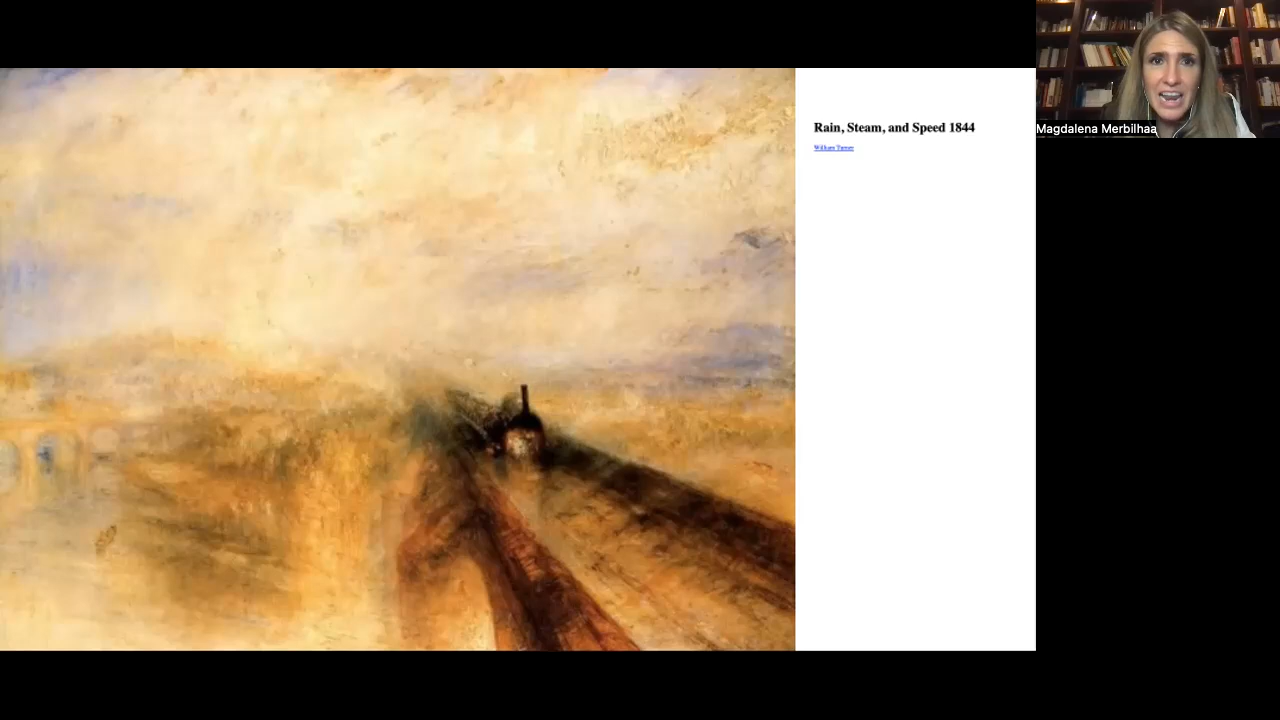 Rain, Steam, and Speed 1844
William Turner
Magdalena Merbilhaa